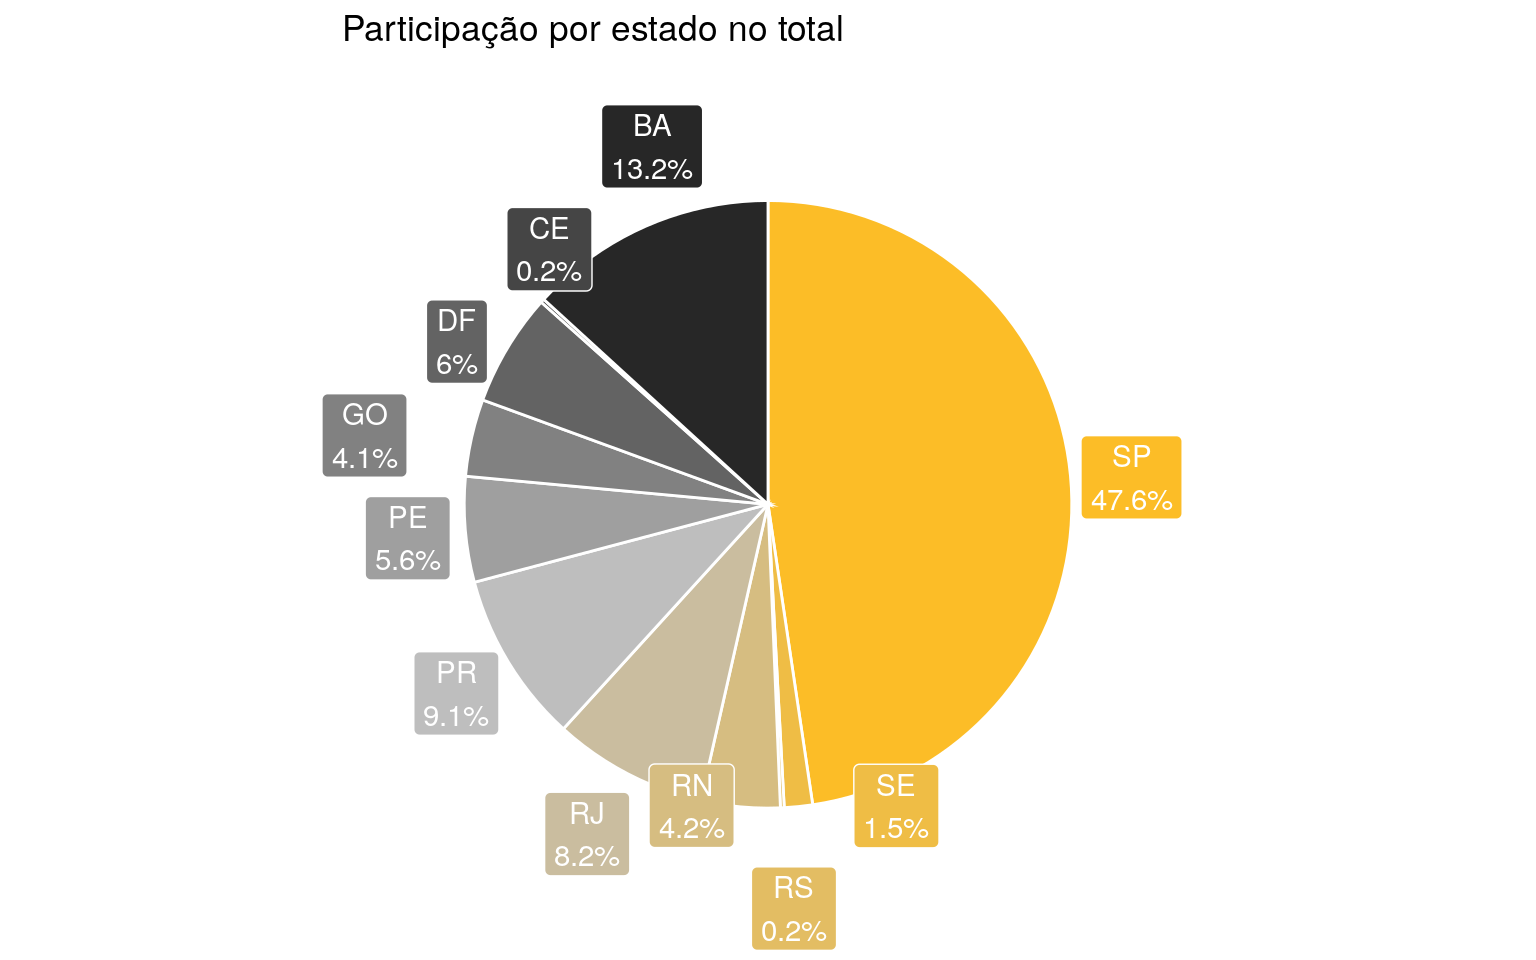 Participação por estado no total
BA
13.2%
CE
0.2%
DF
6%
GO
4.1%
PE
5.6%
PR
9.1%
RJ
8.2%
RN
4.2%
RS
0.2%
SE
1.5%
SP
47.6%